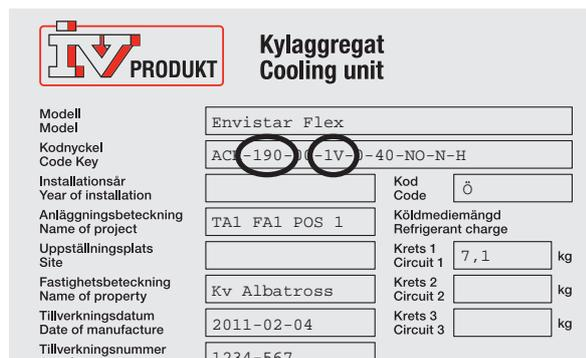 iv PRODUKT
Kylaggregat
Cooling unit
Modell
Model
Envistar Flex
Kodnyckel
Code Key
-190- -1V- -40-NO-N-H
Installationsår
Year of installation
Kod
Code
Ö
Anläggningsbeteckning
Name of project
TA1 FA1 POS 1
Köldmediemängd
Refrigerant charge
Uppställningsplats
Site
Krets 1
Circuit 1
7,1
kg
Fastighetsbeteckning
Name of property
Kv Albatross
Krets 2
Circuit 2
kg
Tillverkningsdatum
Date of manufacture
2011-02-04
Krets 3
Circuit 3
kg
Tillverkningsnummer
1234-567